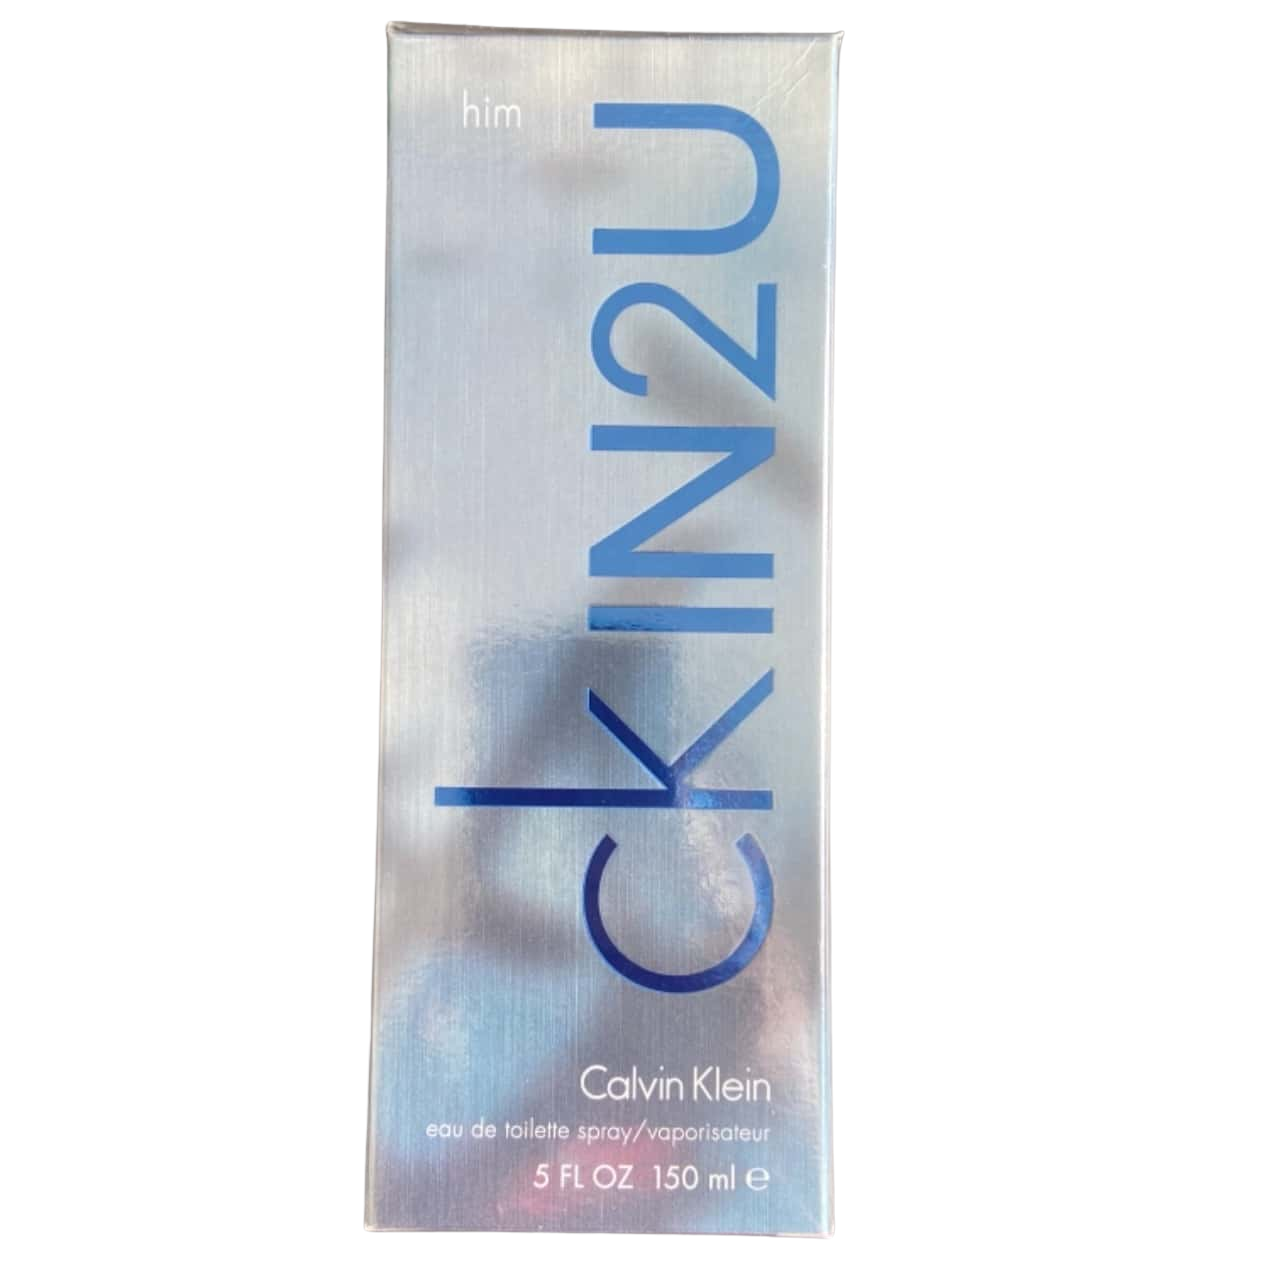 him
ckIN2U
Calvin Klein
eau de toilette spray/vaporisateur
5 FL OZ 150 ml ℮